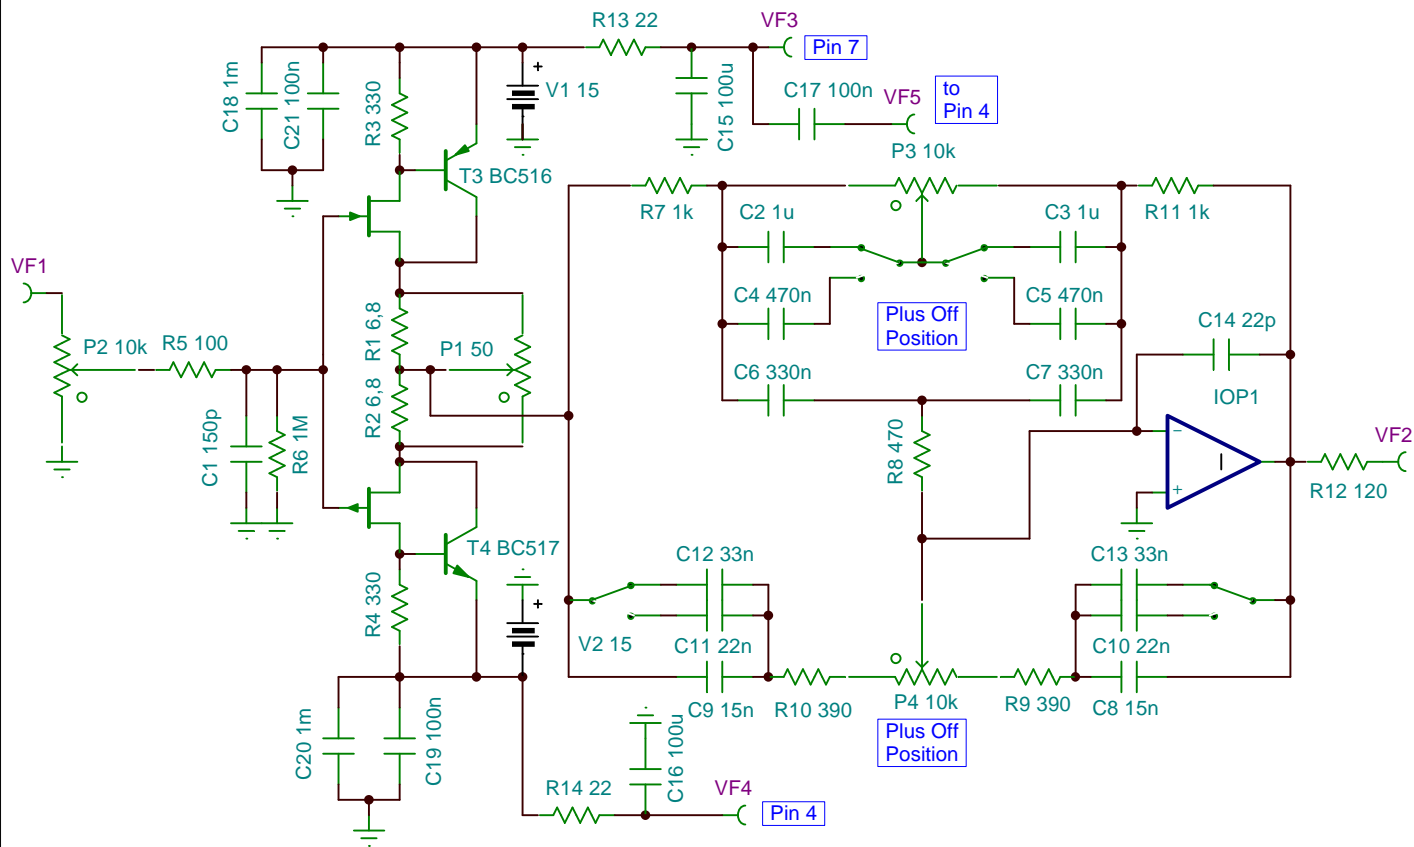 R13 22
VF3
Pin 7
C18 1m
C21 100n
R3 330
V1 15
C15 100u
C17 100n
VF5
to
Pin 4
P3 10k
T3 BC516
R7 1k
C2 1u
C3 1u
R11 1k
VF1
C4 470n
C5 470n
Plus Off
Position
C14 22p
P2 10k
R5 100
R1 6,8
P1 50
C6 330n
C7 330n
IOP1
R2 6,8
C1 150p
R6 1M
R8 470
VF2
R12 120
T4 BC517
C12 33n
C13 33n
R4 330
V2 15
C11 22n
C10 22n
C9 15n
R10 390
P4 10k
R9 390
C8 15n
Plus Off
Position
C20 1m
C19 100n
C16 100u
R14 22
VF4
Pin 4